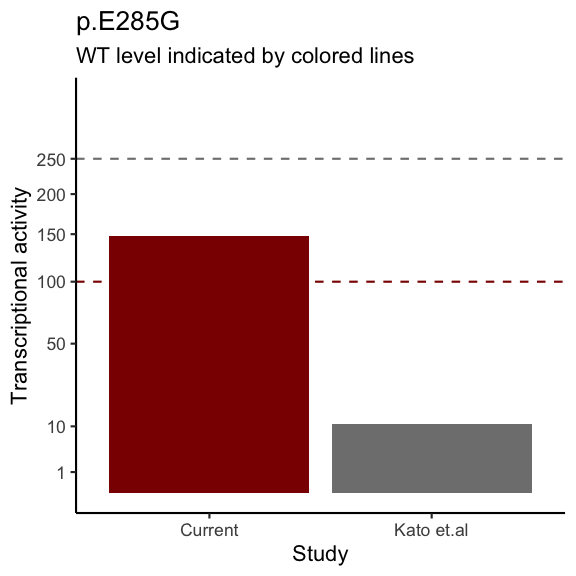 p.E285G
WT level indicated by colored lines
Transcriptional activity
250
200
150
100
50
10
1
Current
Kato et.al
Study